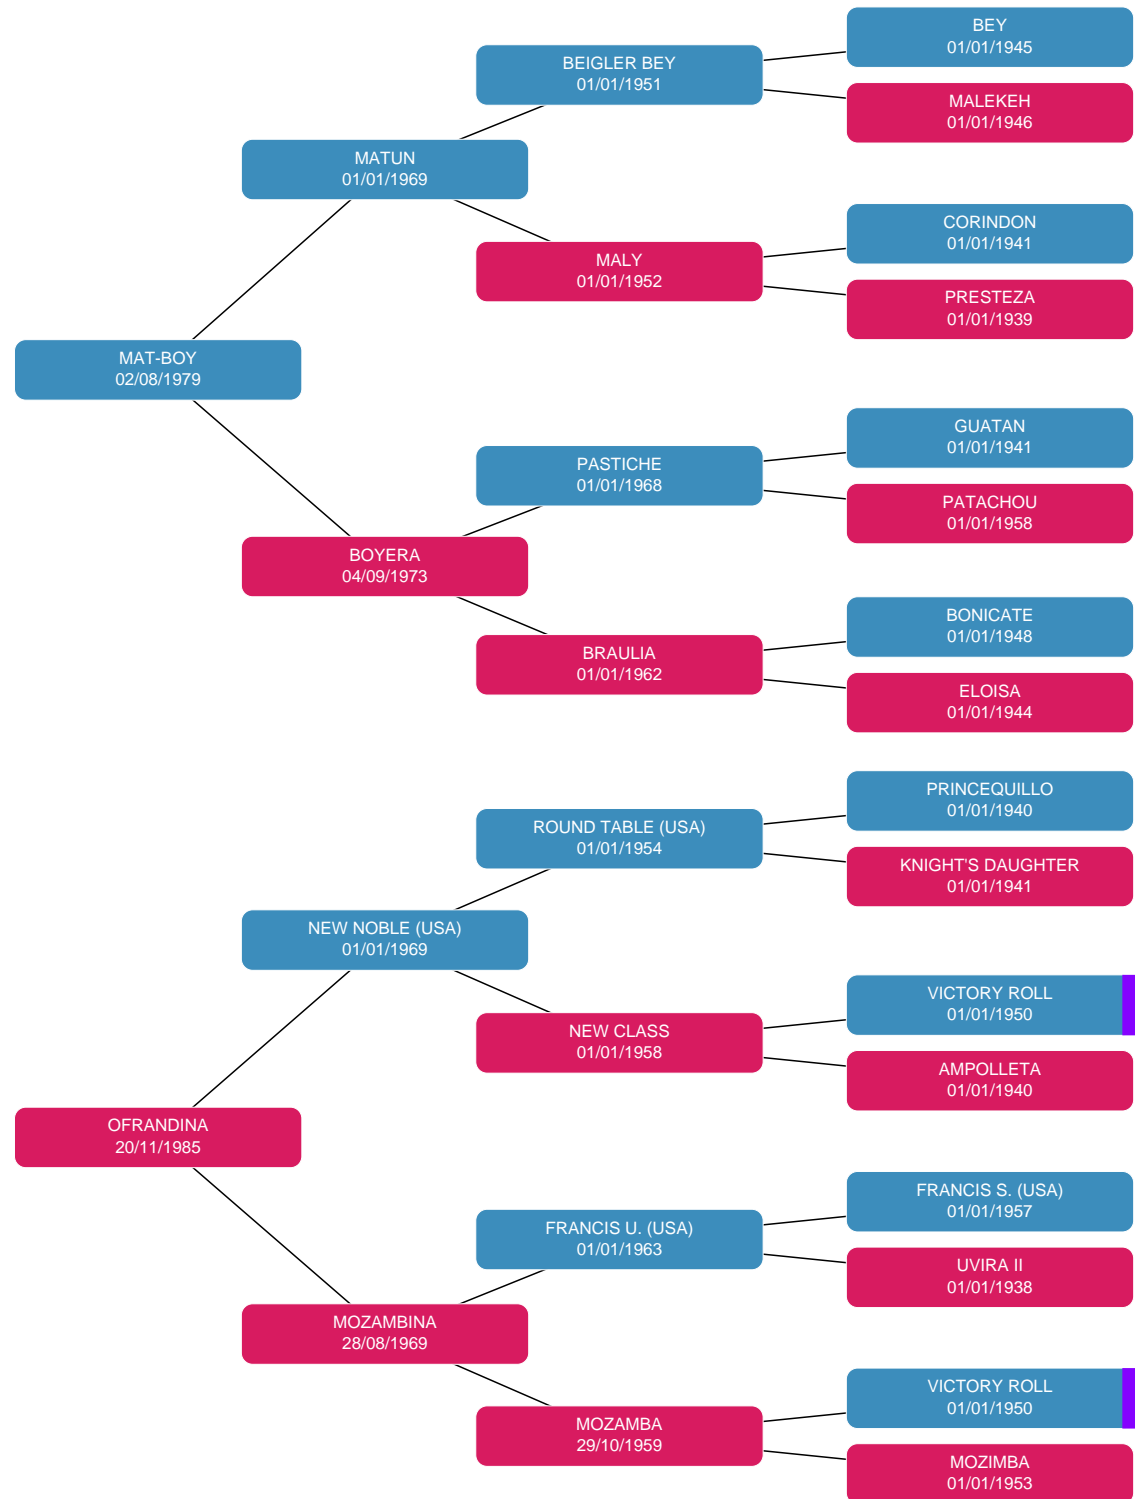 BEY
01/01/1945
BEIGLER BEY
01/01/1951
MALEKEH
01/01/1946
MATUN
01/01/1969
CORINDON
01/01/1941
MALY
01/01/1952
PRESTEZA
01/01/1939
MAT-BOY
02/08/1979
GUATAN
01/01/1941
PASTICHE
01/01/1968
PATACHOU
01/01/1958
BOYERA
04/09/1973
BONICATE
01/01/1948
BRAULIA
01/01/1962
ELOISA
01/01/1944
PRINCEQUILLO
01/01/1940
ROUND TABLE (USA)
01/01/1954
KNIGHT'S DAUGHTER
01/01/1941
NEW NOBLE (USA)
01/01/1969
VICTORY ROLL
01/01/1950
NEW CLASS
01/01/1958
AMPOLLETA
01/01/1940
OFRANDINA
20/11/1985
FRANCIS S. (USA)
01/01/1957
FRANCIS U. (USA)
01/01/1963
UVIRA II
01/01/1938
MOZAMBINA
28/08/1969
VICTORY ROLL
01/01/1950
MOZAMBA
29/10/1959
MOZIMBA
01/01/1953